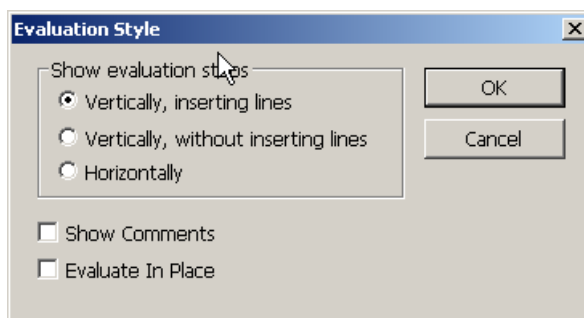 Evaluation Style
Show evaluation steps
Vertically, inserting lines
Vertically, without inserting lines
Horizontally
OK
Cancel
Show Comments
Evaluate In Place